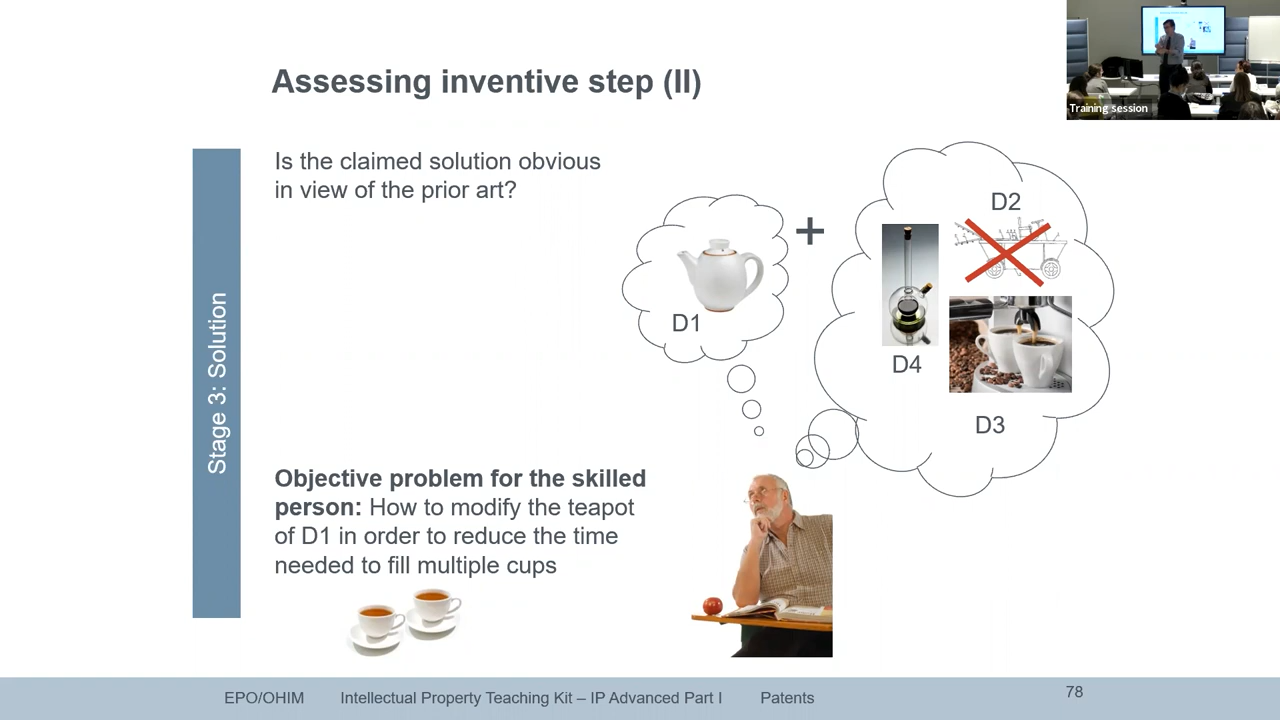 Assessing inventive step (II)
Training session
Is the claimed solution obvious
in view of the prior art?
D2
+
D1
D4
D3
Stage 3: Solution
Objective problem for the skilled
person: How to modify the teapot
of D1 in order to reduce the time
needed to fill multiple cups
EPO/OHIM Intellectual Property Teaching Kit – IP Advanced Part I Patents 78